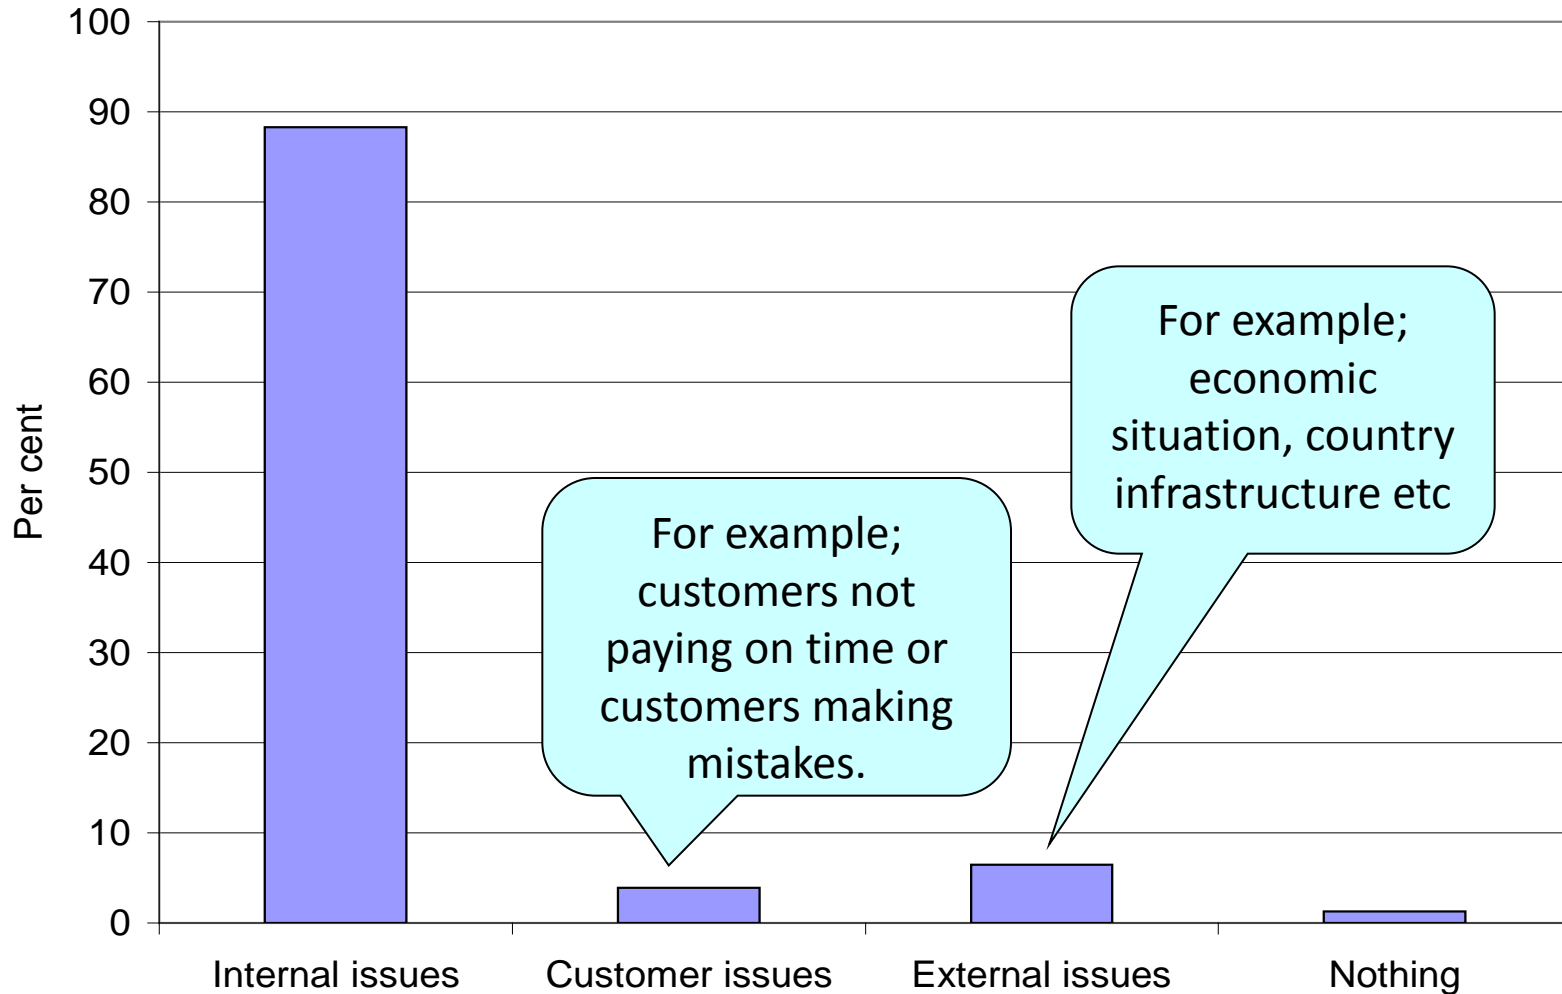 100
90
80
70
60
50
40
30
20
10
0
Per cent
For example;
customers not
paying on time or
customers making
mistakes.
For example;
economic
situation, country
infrastructure etc
Internal issues
Customer issues
External issues
Nothing